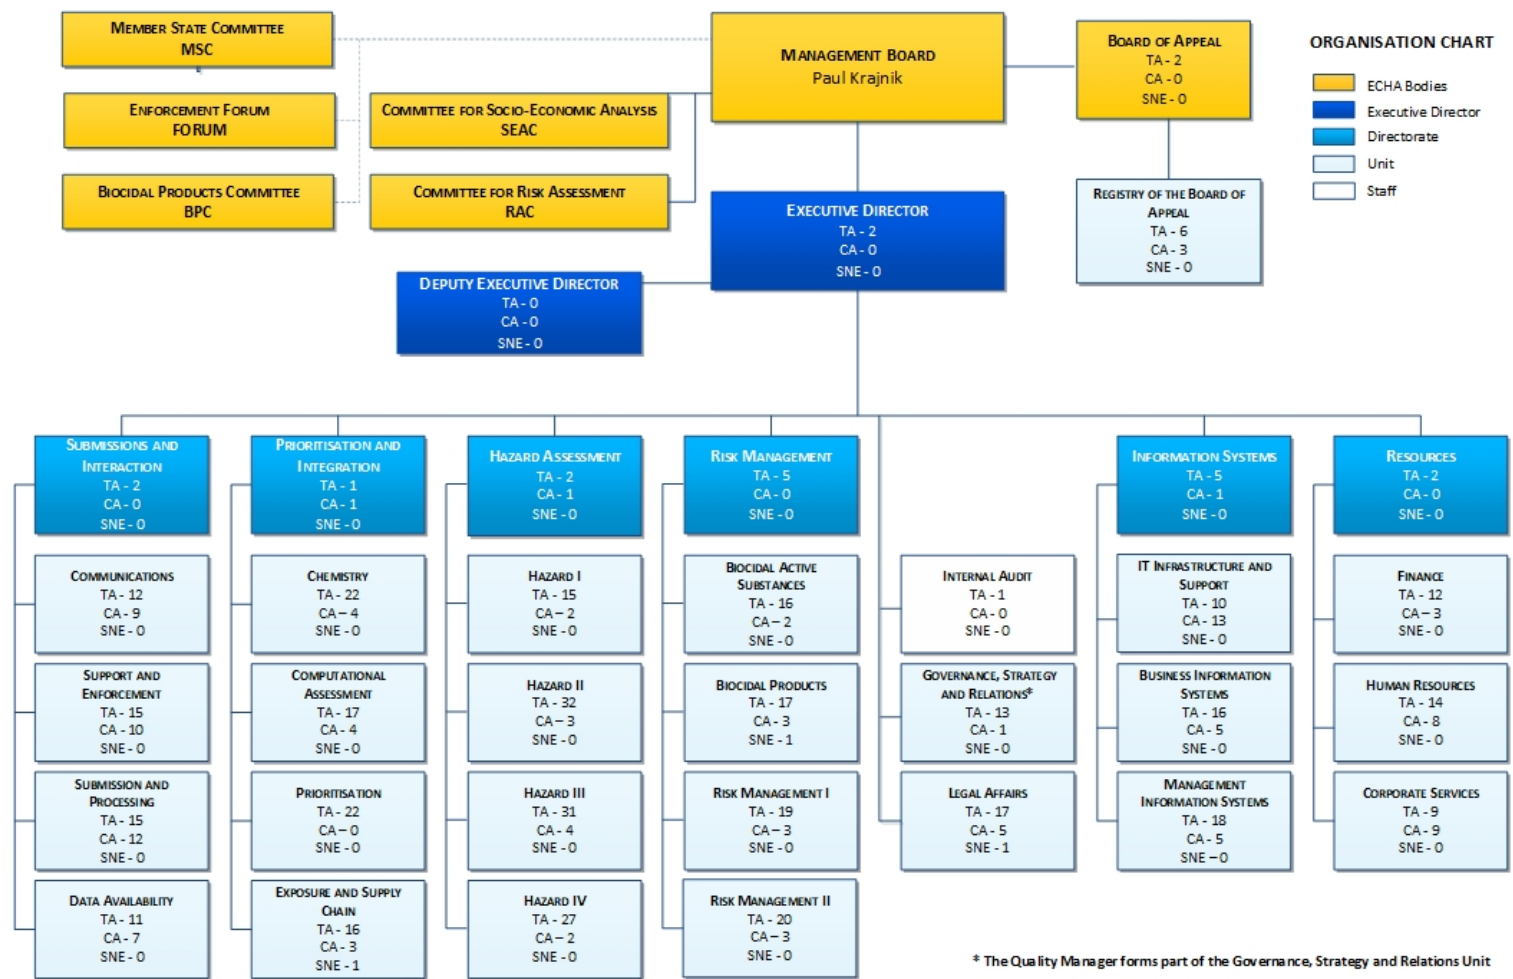 MEMBER STATE COMMITTEE
MSC
ENFORCEMENT FORUM
FORUM
BIOCIDAL PRODUCTS COMMITTEE
BPC
COMMITTEE FOR SOCIO-ECONOMIC ANALYSIS
SEAC
COMMITTEE FOR RISK ASSESSMENT
RAC
MANAGEMENT BOARD
Paul Krajnik
BOARD OF APPEAL
TA - 2
CA - 0
SNE - 0
REGISTRY OF THE BOARD OF
APPEAL
TA - 6
CA - 3
SNE - 0
ORGANISATION CHART
ECHA Bodies
Executive Director
Directorate
Unit
Staff
EXECUTIVE DIRECTOR
TA - 2
CA - 0
SNE - 0
DEPUTY EXECUTIVE DIRECTOR
TA - 0
CA - 0
SNE - 0
SUBMISSIONS AND
INTERACTION
TA - 2
CA - 0
SNE - 0
COMMUNICATIONS
TA - 12
CA - 9
SNE - 0
SUPPORT AND
ENFORCEMENT
TA - 15
CA - 10
SNE - 0
SUBMISSION AND
PROCESSING
TA - 15
CA - 12
SNE - 0
DATA AVAILABILITY
TA - 11
CA - 7
SNE - 0
PRIORITISATION AND
INTEGRATION
TA - 1
CA - 1
SNE - 0
CHEMISTRY
TA - 22
CA – 4
SNE - 0
COMPUTATIONAL
ASSESSMENT
TA - 17
CA - 4
SNE - 0
PRIORITISATION
TA - 22
CA – 0
SNE - 0
EXPOSURE AND SUPPLY
CHAIN
TA - 16
CA - 3
SNE - 1
HAZARD ASSESSMENT
TA - 2
CA - 1
SNE - 0
HAZARD I
TA - 15
CA – 2
SNE - 0
HAZARD II
TA - 32
CA – 3
SNE - 0
HAZARD III
TA - 31
CA - 4
SNE - 0
HAZARD IV
TA - 27
CA – 2
SNE - 0
RISK MANAGEMENT
TA - 5
CA - 0
SNE - 0
BIOCIDAL ACTIVE
SUBSTANCES
TA - 16
CA – 2
SNE - 0
BIOCIDAL PRODUCTS
TA - 17
CA - 3
SNE - 1
RISK MANAGEMENT I
TA - 19
CA – 3
SNE - 0
RISK MANAGEMENT II
TA - 20
CA – 3
SNE - 0
INTERNAL AUDIT
TA - 1
CA - 0
SNE - 0
GOVERNANCE, STRATEGY
AND RELATIONS*
TA - 13
CA - 1
SNE - 0
LEGAL AFFAIRS
TA - 17
CA - 5
SNE - 1
INFORMATION SYSTEMS
TA - 5
CA - 1
SNE - 0
IT INFRASTRUCTURE AND
SUPPORT
TA - 10
CA - 13
SNE - 0
BUSINESS INFORMATION
SYSTEMS
TA - 16
CA - 5
SNE - 0
MANAGEMENT
INFORMATION SYSTEMS
TA - 18
CA - 5
SNE – 0
RESOURCES
TA - 2
CA - 0
SNE - 0
FINANCE
TA - 12
CA – 3
SNE - 0
HUMAN RESOURCES
TA - 14
CA - 8
SNE - 0
CORPORATE SERVICES
TA - 9
CA - 9
SNE - 0
* The Quality Manager forms part of the Governance, Strategy and Relations Unit